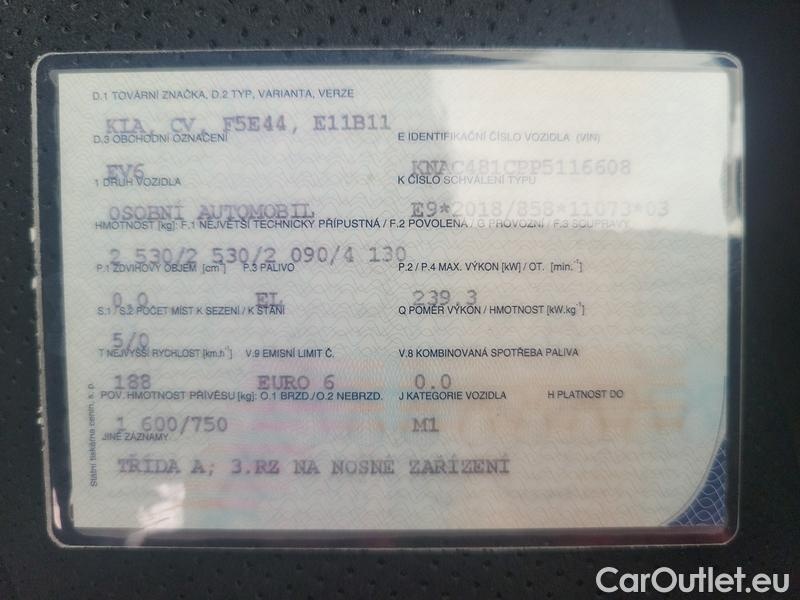 D.1 TOVÁRNÍ ZNAČKA, D.2 TYP, VARIANTA, VERZE
KIA, CV, F5E44, E11B11
D.3 OBCHODNÍ OZNAČENÍ E IDENTIFIKAČNÍ ČÍSLO VOZIDLA (VIN)
EV6 KNAC481CPP5116608
1 DRUH VOZIDLA K ČÍSLO SCHVÁLENÍ TYPU
OSOBNÍ AUTOMOBIL E9*2018/858*11073*03
HMOTNOST [kg]: F.1 NEJVĚTŠÍ TECHNICKY PŘÍPUSTNÁ / F.2 POVOLENÁ / G PROVOZNÍ / F.3 SOUPRAVY
2 530/2 530/2 090/4 130
P.1 ZDVIHOVÝ OBJEM [cm³] P.3 PALIVO P.2 / P.4 MAX. VÝKON [kW] / OT. [min.⁻¹]
0.0 EL 239.3
S.1 / S.2 POČET MÍST K SEZENÍ / K STÁNÍ Q POMĚR VÝKON / HMOTNOST [kW.kg⁻¹]
5/0
T NEJVYŠŠÍ RYCHLOST [km.h⁻¹] V.9 EMISNÍ LIMIT Č. V.8 KOMBINOVANÁ SPOTŘEBA PALIVA
188 EURO 6 0.0
POV. HMOTNOST PŘÍVĚSU [kg]: O.1 BRZD./O.2 NEBRZD. J KATEGORIE VOZIDLA H PLATNOST DO
1 600/750 M1
JINÉ ZÁZNAMY
TŘÍDA A; 3.RZ NA NOSNÉ ZAŘÍZENÍ
Státní tiskárna cenin, s. p.
CarOutlet.eu